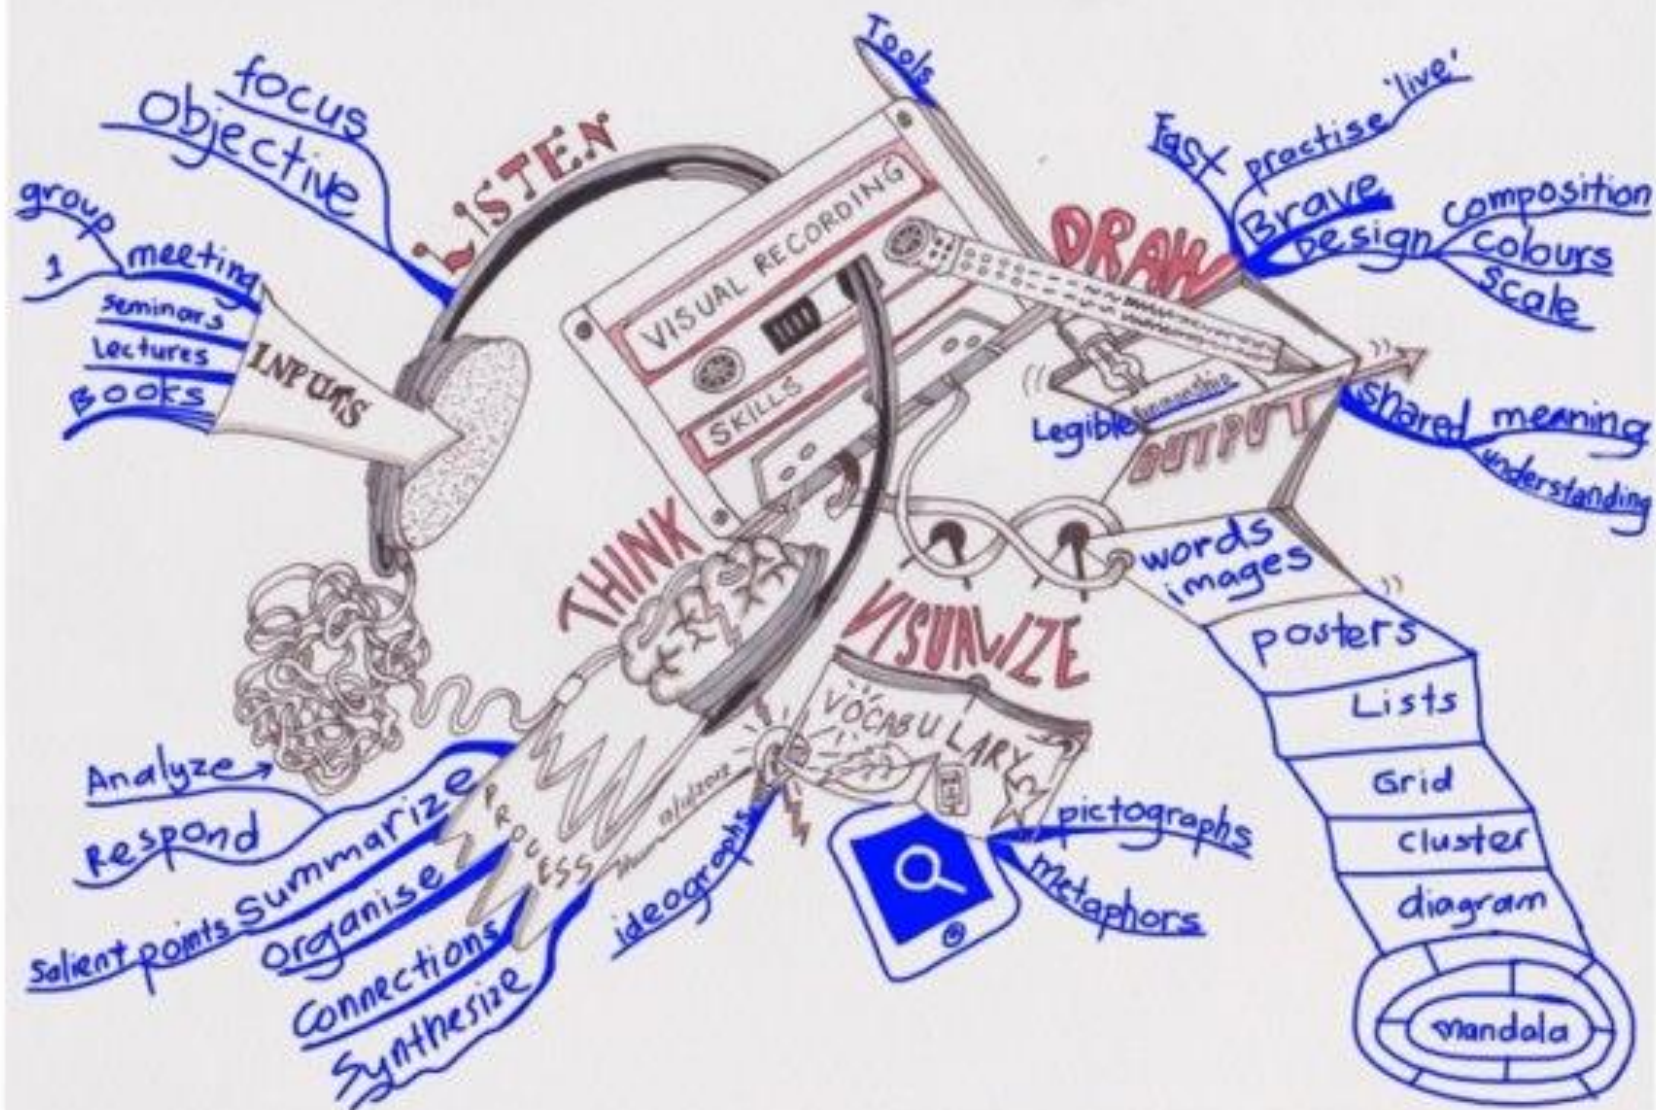 Tools
focus
Objective
LISTEN
group
1
meeting
seminars
Lectures
BOOKS
INPUTS
VISUAL RECORDING
SKILLS
DRAW
Fast
practise 'live'
Brave
Design
composition
colours
scale
Legible
OUTPUT
shared meaning
understanding
words
images
posters
Lists
Grid
cluster
diagram
mandala
THINK
PROCESS
Analyze
Respond
Summarize
salient points
Organise
Connections
Synthesize
VISUALIZE
VOCABULARY
ideographs
pictographs
metaphors